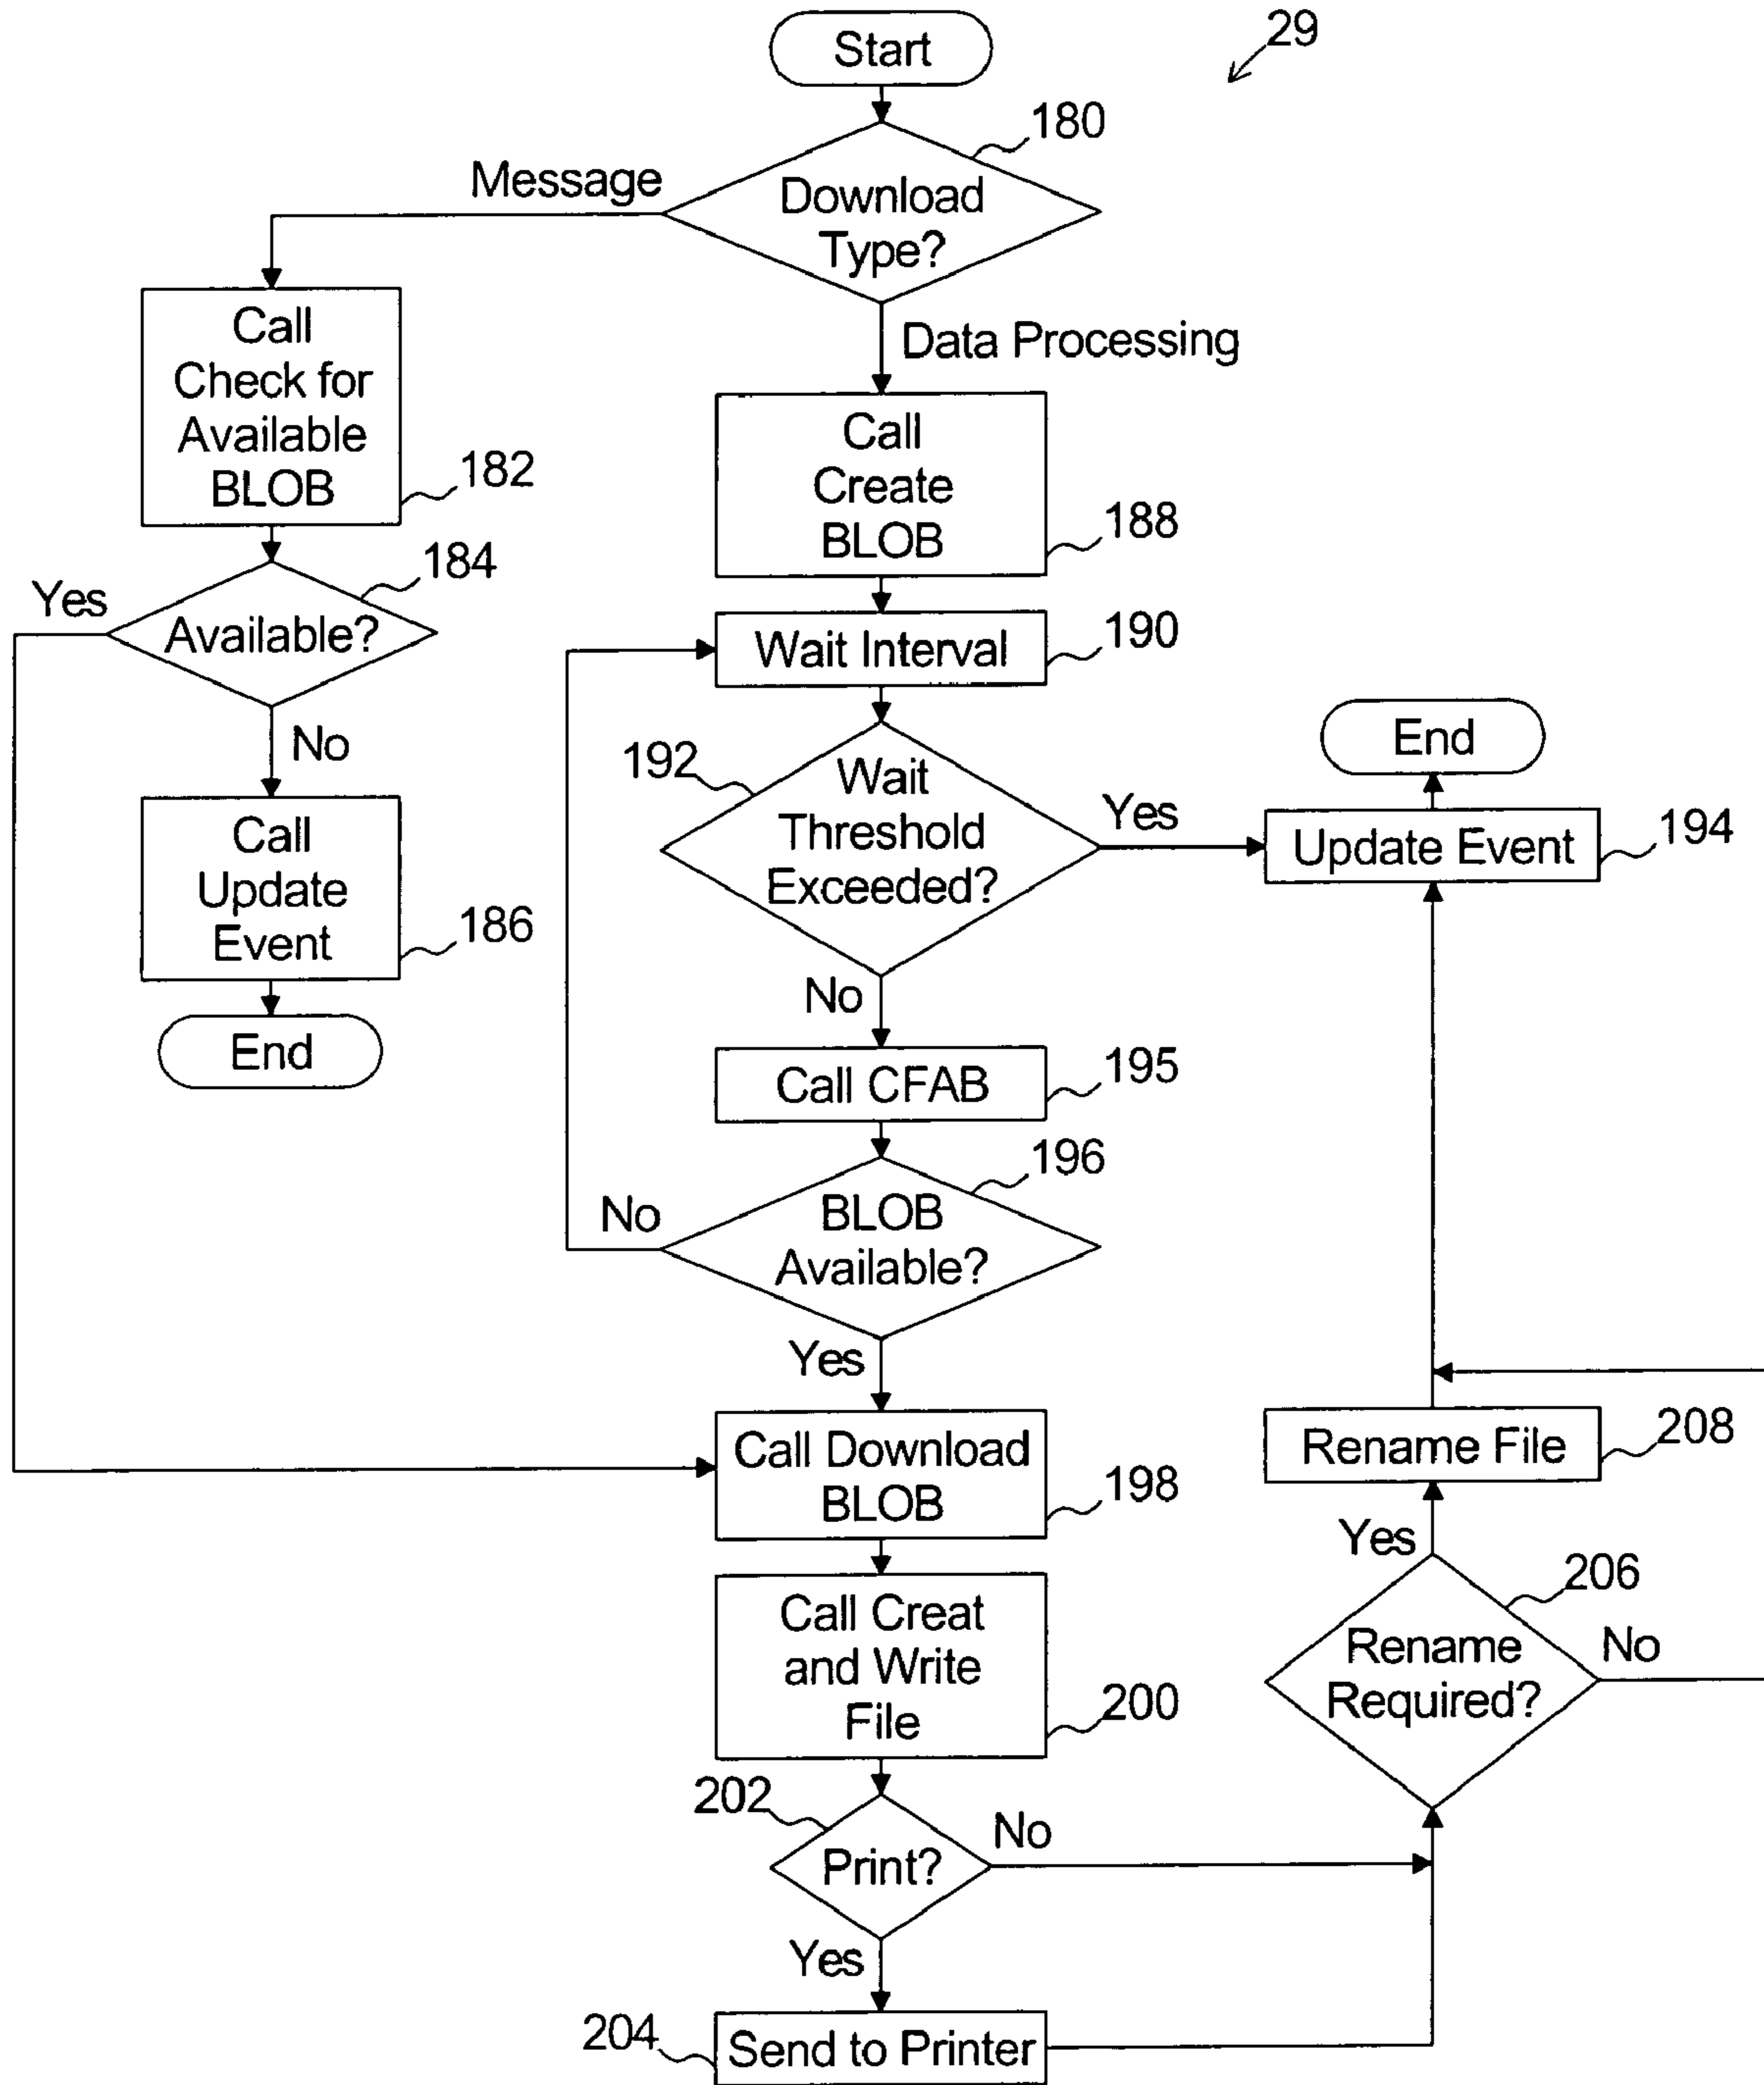 Start
29
180
Message
Download
Type?
Data Processing
Call
Check for
Available
BLOB
182
Call
Create
BLOB
188
184
Yes
Available?
No
Wait Interval
190
192
Wait
Threshold
Exceeded?
Yes
End
Update Event
194
Call
Update
Event
186
End
No
Call CFAB
195
196
BLOB
Available?
No
Yes
Call Download
BLOB
198
Rename File
208
Yes
206
Rename
Required?
No
Call Creat
and Write
File
200
202
Print?
No
Yes
204
Send to Printer